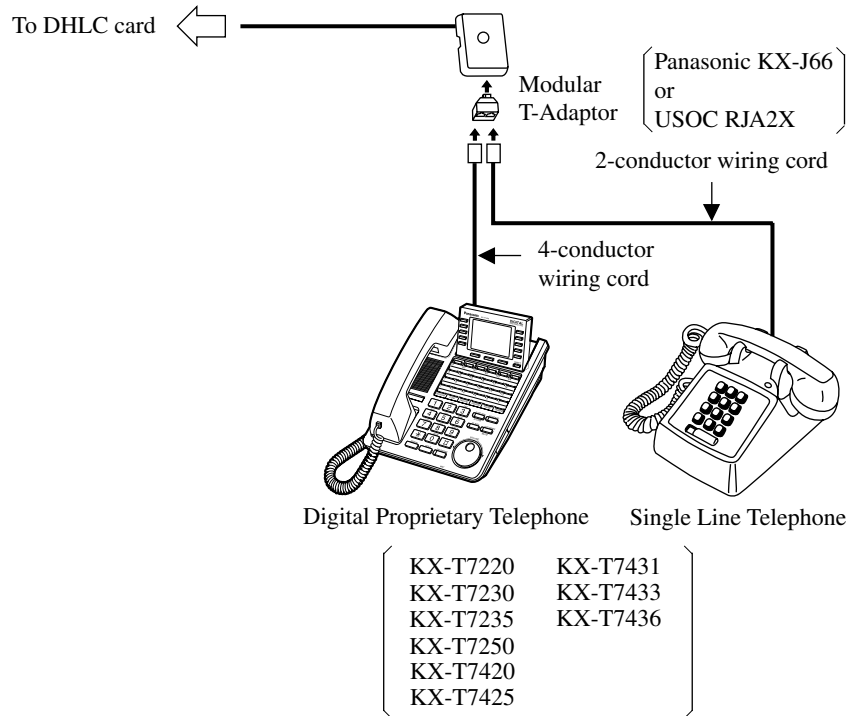 To DHLC card
Modular
T-Adaptor
Panasonic KX-J66
or
USOC RJA2X
2-conductor wiring cord
4-conductor
wiring cord
Digital Proprietary Telephone
Single Line Telephone
KX-T7220
KX-T7230
KX-T7235
KX-T7250
KX-T7420
KX-T7425
KX-T7431
KX-T7433
KX-T7436